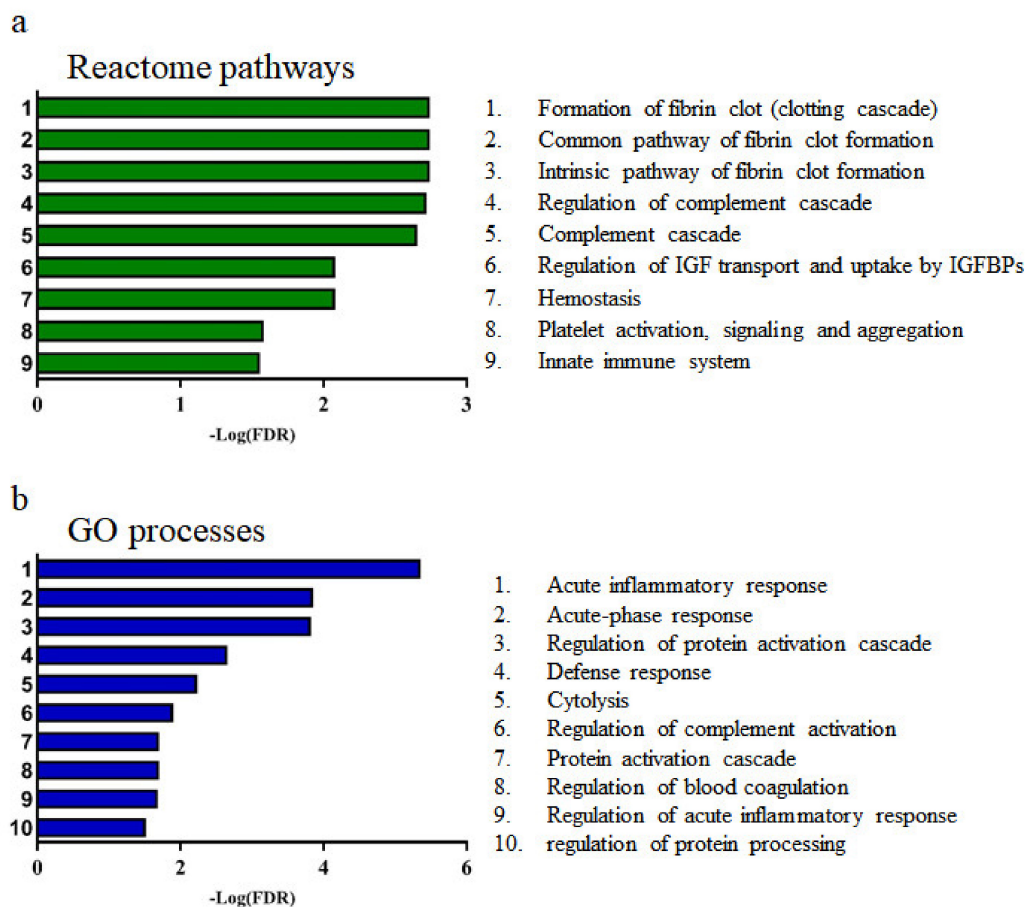 a
Reactome pathways
1
2
3
4
5
6
7
8
9
0 1 2 3
-Log(FDR)
1. Formation of fibrin clot (clotting cascade)
2. Common pathway of fibrin clot formation
3. Intrinsic pathway of fibrin clot formation
4. Regulation of complement cascade
5. Complement cascade
6. Regulation of IGF transport and uptake by IGFBPs
7. Hemostasis
8. Platelet activation, signaling and aggregation
9. Innate immune system
b
GO processes
1
2
3
4
5
6
7
8
9
10
0 2 4 6
-Log(FDR)
1. Acute inflammatory response
2. Acute-phase response
3. Regulation of protein activation cascade
4. Defense response
5. Cytolysis
6. Regulation of complement activation
7. Protein activation cascade
8. Regulation of blood coagulation
9. Regulation of acute inflammatory response
10. regulation of protein processing